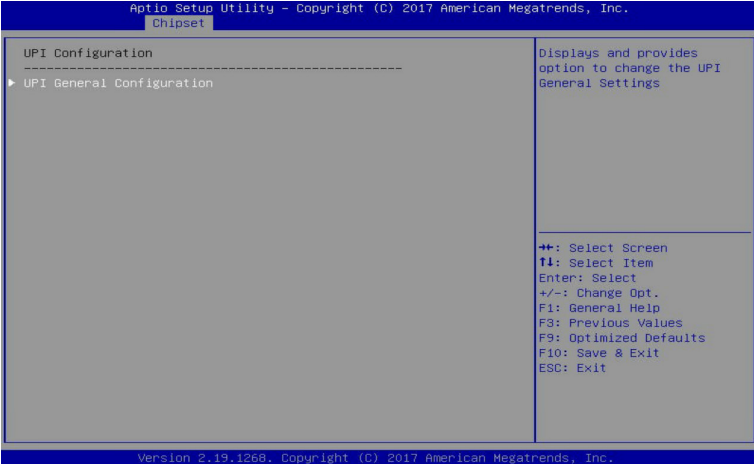 Aptio Setup Utility – Copyright (C) 2017 American Megatrends, Inc.
Chipset
UPI Configuration
--------------------------------------------------
▶ UPI General Configuration
Displays and provides
option to change the UPI
General Settings
→←: Select Screen
↑↓: Select Item
Enter: Select
+/-: Change Opt.
F1: General Help
F3: Previous Values
F9: Optimized Defaults
F10: Save & Exit
ESC: Exit
Version 2.19.1268. Copyright (C) 2017 American Megatrends, Inc.